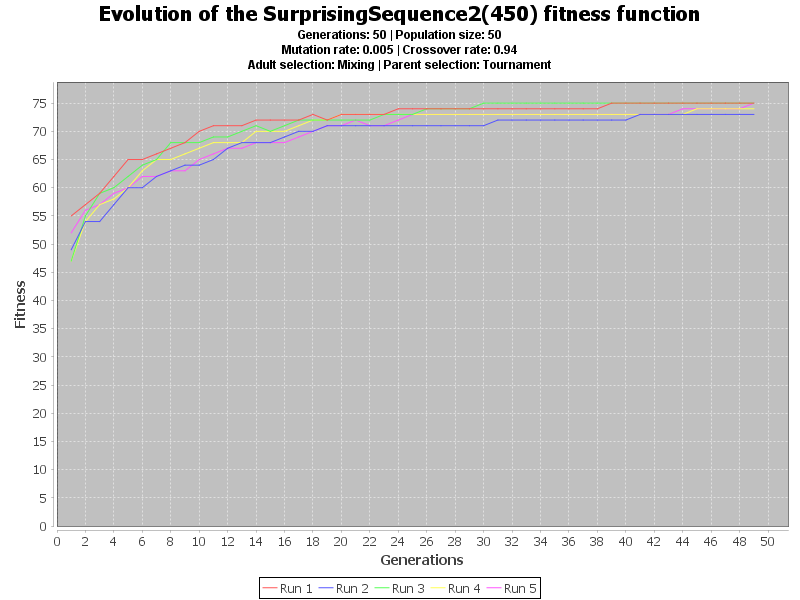 Evolution of the SurprisingSequence2(450) fitness function
Generations: 50 | Population size: 50
Mutation rate: 0.005 | Crossover rate: 0.94
Adult selection: Mixing | Parent selection: Tournament
Fitness
75
70
65
60
55
50
45
40
35
30
25
20
15
10
5
0
0 2 4 6 8 10 12 14 16 18 20 22 24 26 28 30 32 34 36 38 40 42 44 46 48 50
Generations
Run 1 Run 2 Run 3 Run 4 Run 5